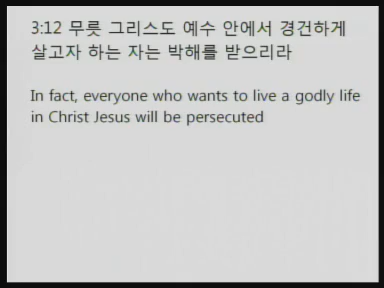 3:12 무릇 그리스도 예수 안에서 경건하게
살고자 하는 자는 박해를 받으리라
In fact, everyone who wants to live a godly life
in Christ Jesus will be persecuted